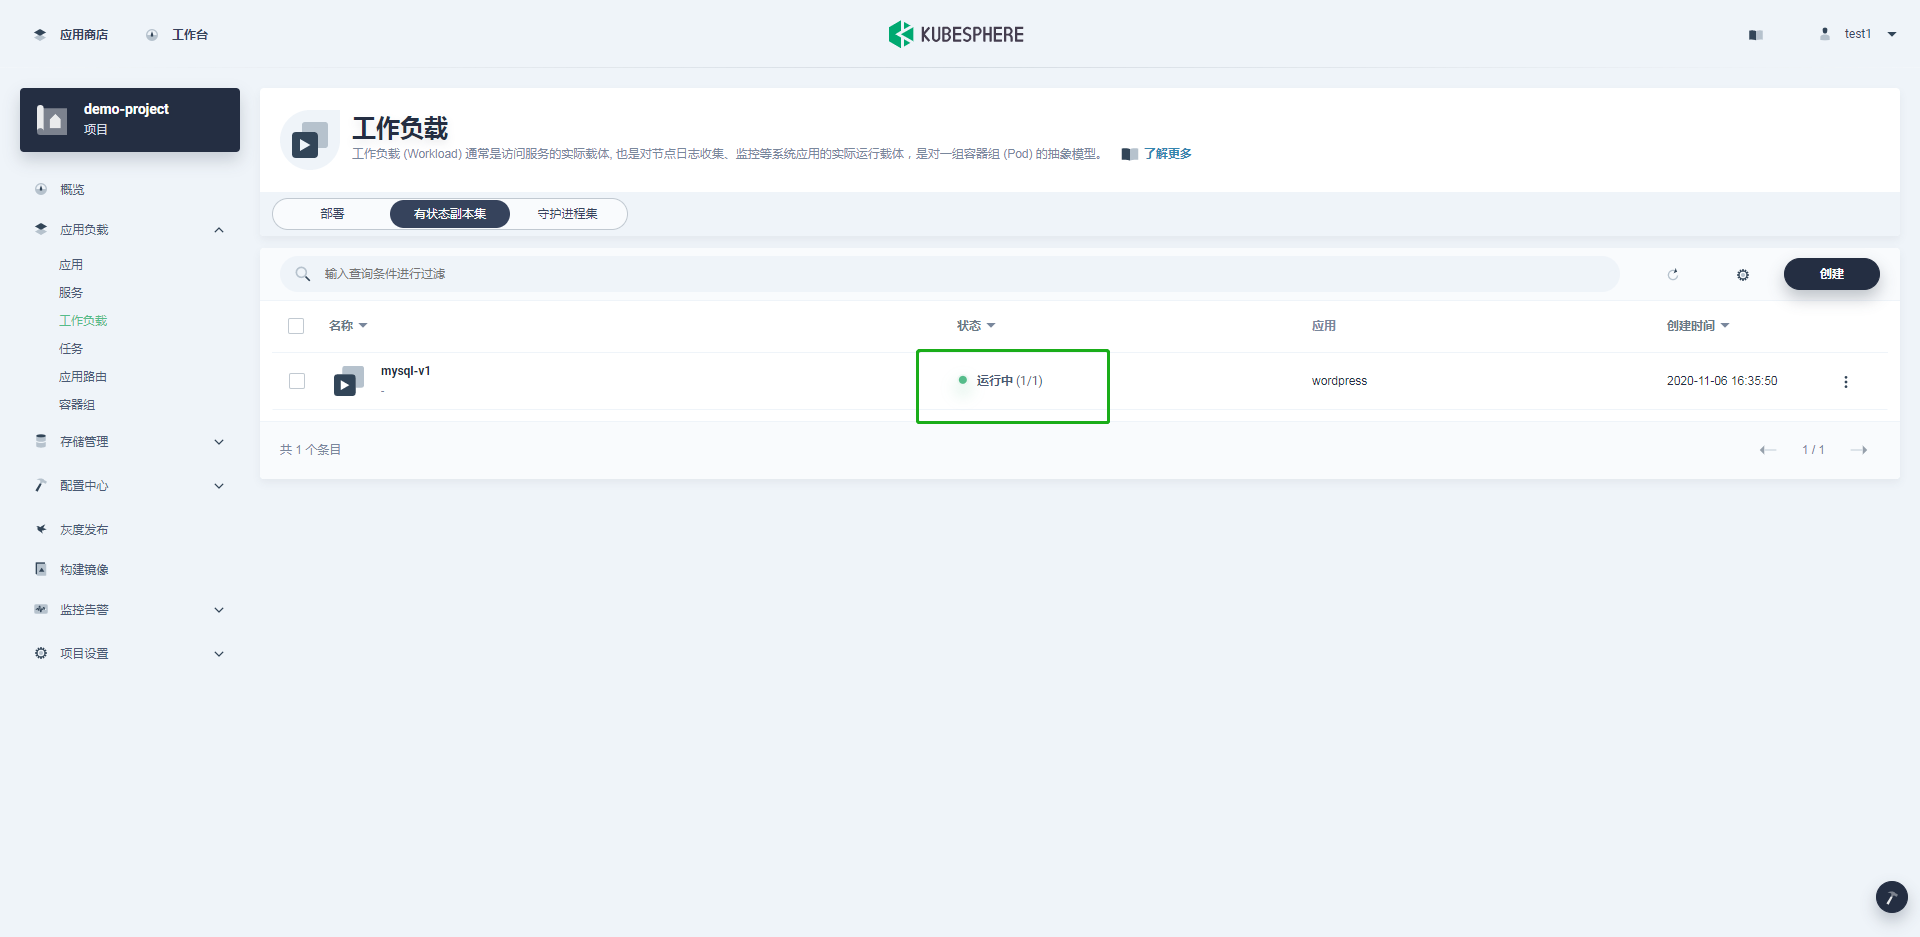 应用商店
工作台
KUBESPHERE
test1
demo-project
项目
概览
应用负载
应用
服务
工作负载
任务
应用路由
容器组
存储管理
配置中心
灰度发布
构建镜像
监控告警
项目设置
工作负载
工作负载 (Workload) 通常是访问服务的实际载体, 也是对节点日志收集、监控等系统应用的实际运行载体，是对一组容器组 (Pod) 的抽象模型。 了解更多
部署
有状态副本集
守护进程集
输入查询条件进行过滤
创建
名称
状态
应用
创建时间
mysql-v1
-
运行中 (1/1)
wordpress
2020-11-06 16:35:50
共 1 个条目
1 / 1